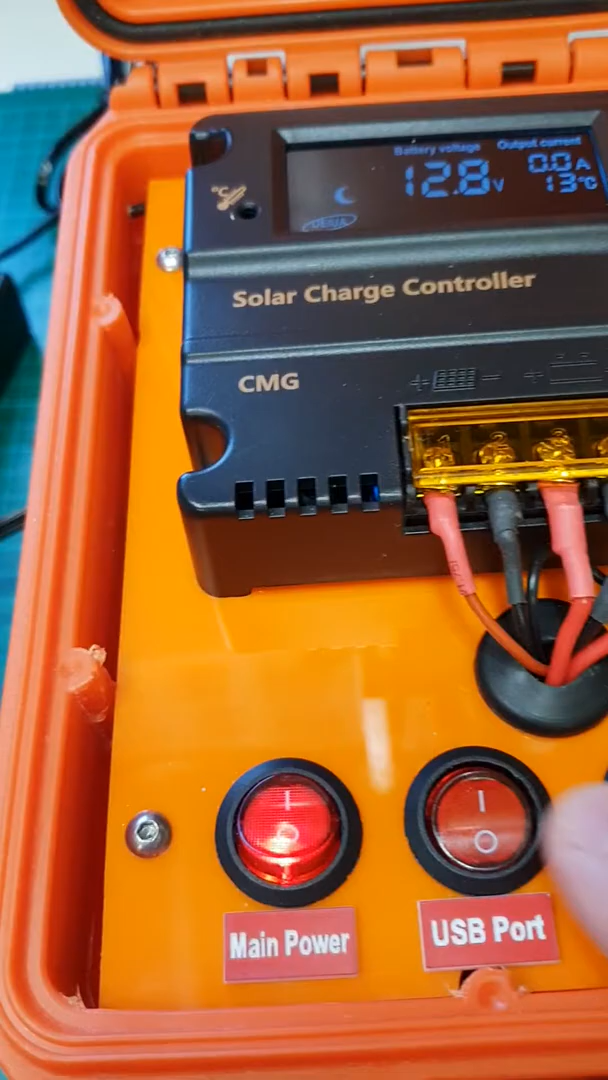 Battery voltage Output current
12.8V 0.0A
13°C
°C
Solar Charge Controller
CMG
Main Power
USB Port